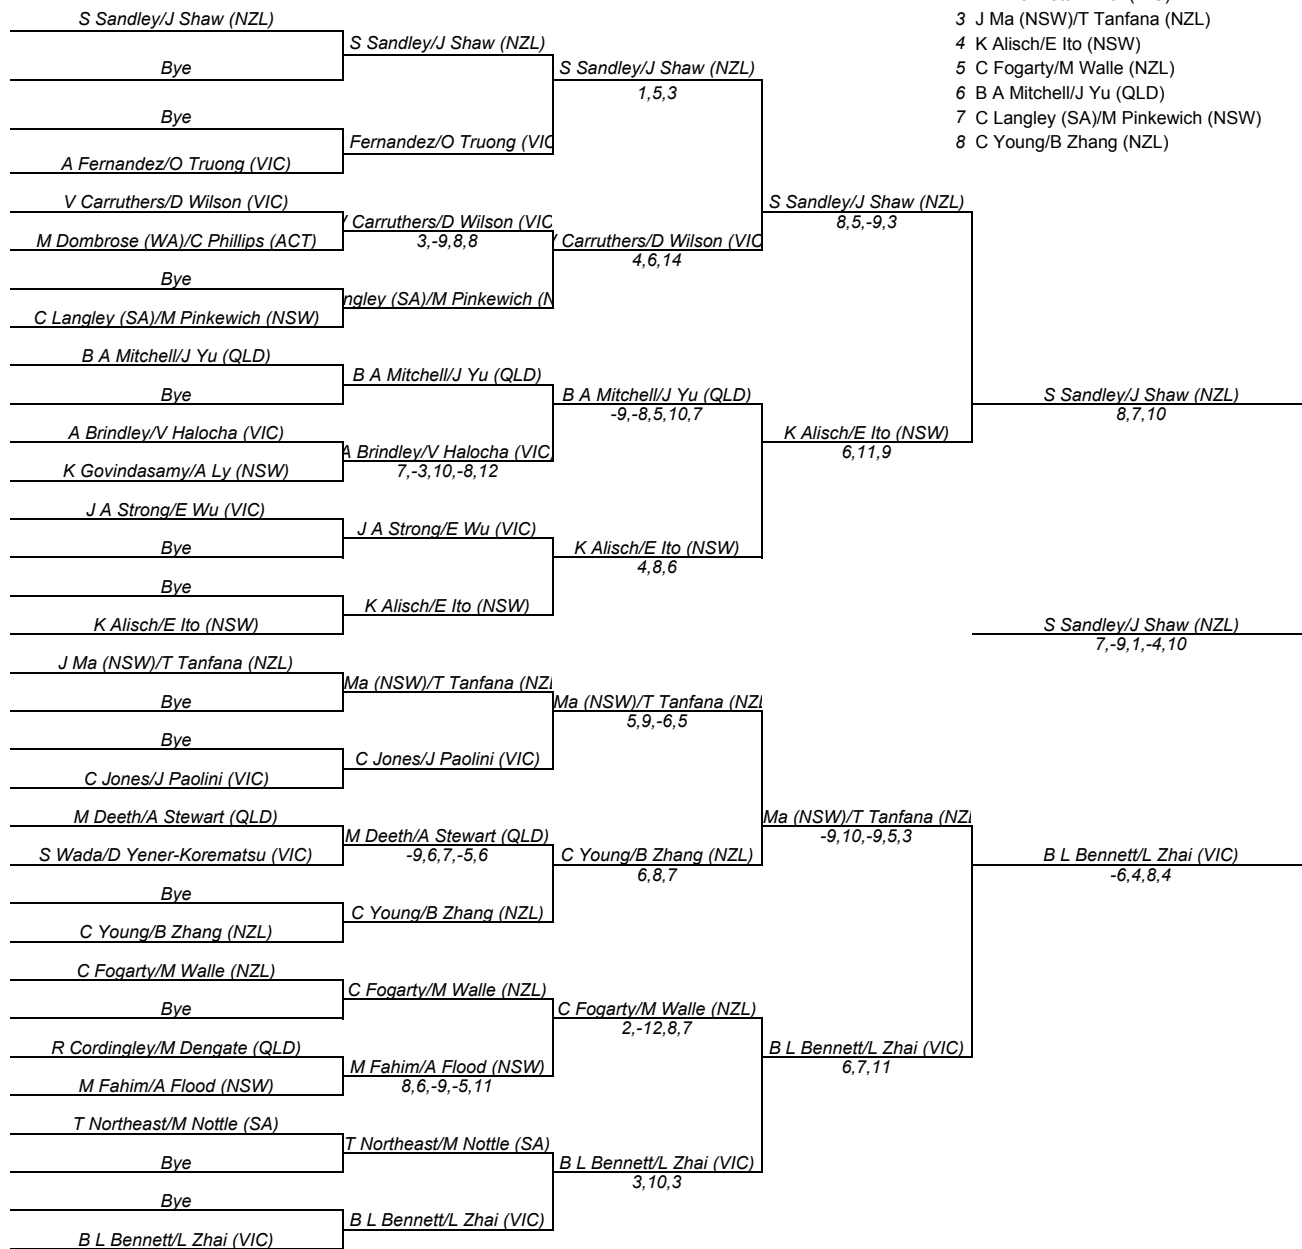 S Sandley/J Shaw (NZL)
Bye
Bye
A Fernandez/O Truong (VIC)
V Carruthers/D Wilson (VIC)
M Dombrose (WA)/C Phillips (ACT)
Bye
C Langley (SA)/M Pinkewich (NSW)
B A Mitchell/J Yu (QLD)
Bye
A Brindley/V Halocha (VIC)
K Govindasamy/A Ly (NSW)
J A Strong/E Wu (VIC)
Bye
Bye
K Alisch/E Ito (NSW)
J Ma (NSW)/T Tanfana (NZL)
Bye
Bye
C Jones/J Paolini (VIC)
M Deeth/A Stewart (QLD)
S Wada/D Yener-Korematsu (VIC)
Bye
C Young/B Zhang (NZL)
C Fogarty/M Walle (NZL)
Bye
R Cordingley/M Dengate (QLD)
M Fahim/A Flood (NSW)
T Northeast/M Nottle (SA)
Bye
Bye
B L Bennett/L Zhai (VIC)
S Sandley/J Shaw (NZL)
Fernandez/O Truong (VIC
Carruthers/D Wilson (VIC
3,-9,8,8
ngley (SA)/M Pinkewich (N
B A Mitchell/J Yu (QLD)
A Brindley/V Halocha (VIC)
7,-3,10,-8,12
J A Strong/E Wu (VIC)
K Alisch/E Ito (NSW)
Ma (NSW)/T Tanfana (NZL
C Jones/J Paolini (VIC)
M Deeth/A Stewart (QLD)
-9,6,7,-5,6
C Young/B Zhang (NZL)
C Fogarty/M Walle (NZL)
M Fahim/A Flood (NSW)
8,6,-9,-5,11
T Northeast/M Nottle (SA)
B L Bennett/L Zhai (VIC)
S Sandley/J Shaw (NZL)
1,5,3
Carruthers/D Wilson (VIC
4,6,14
B A Mitchell/J Yu (QLD)
-9,-8,5,10,7
K Alisch/E Ito (NSW)
4,8,6
Ma (NSW)/T Tanfana (NZL
5,9,-6,5
C Young/B Zhang (NZL)
6,8,7
C Fogarty/M Walle (NZL)
2,-12,8,7
B L Bennett/L Zhai (VIC)
3,10,3
S Sandley/J Shaw (NZL)
8,5,-9,3
K Alisch/E Ito (NSW)
6,11,9
Ma (NSW)/T Tanfana (NZL
-9,10,-9,5,3
B L Bennett/L Zhai (VIC)
6,7,11
3 J Ma (NSW)/T Tanfana (NZL)
4 K Alisch/E Ito (NSW)
5 C Fogarty/M Walle (NZL)
6 B A Mitchell/J Yu (QLD)
7 C Langley (SA)/M Pinkewich (NSW)
8 C Young/B Zhang (NZL)
S Sandley/J Shaw (NZL)
8,7,10
S Sandley/J Shaw (NZL)
7,-9,1,-4,10
B L Bennett/L Zhai (VIC)
-6,4,8,4